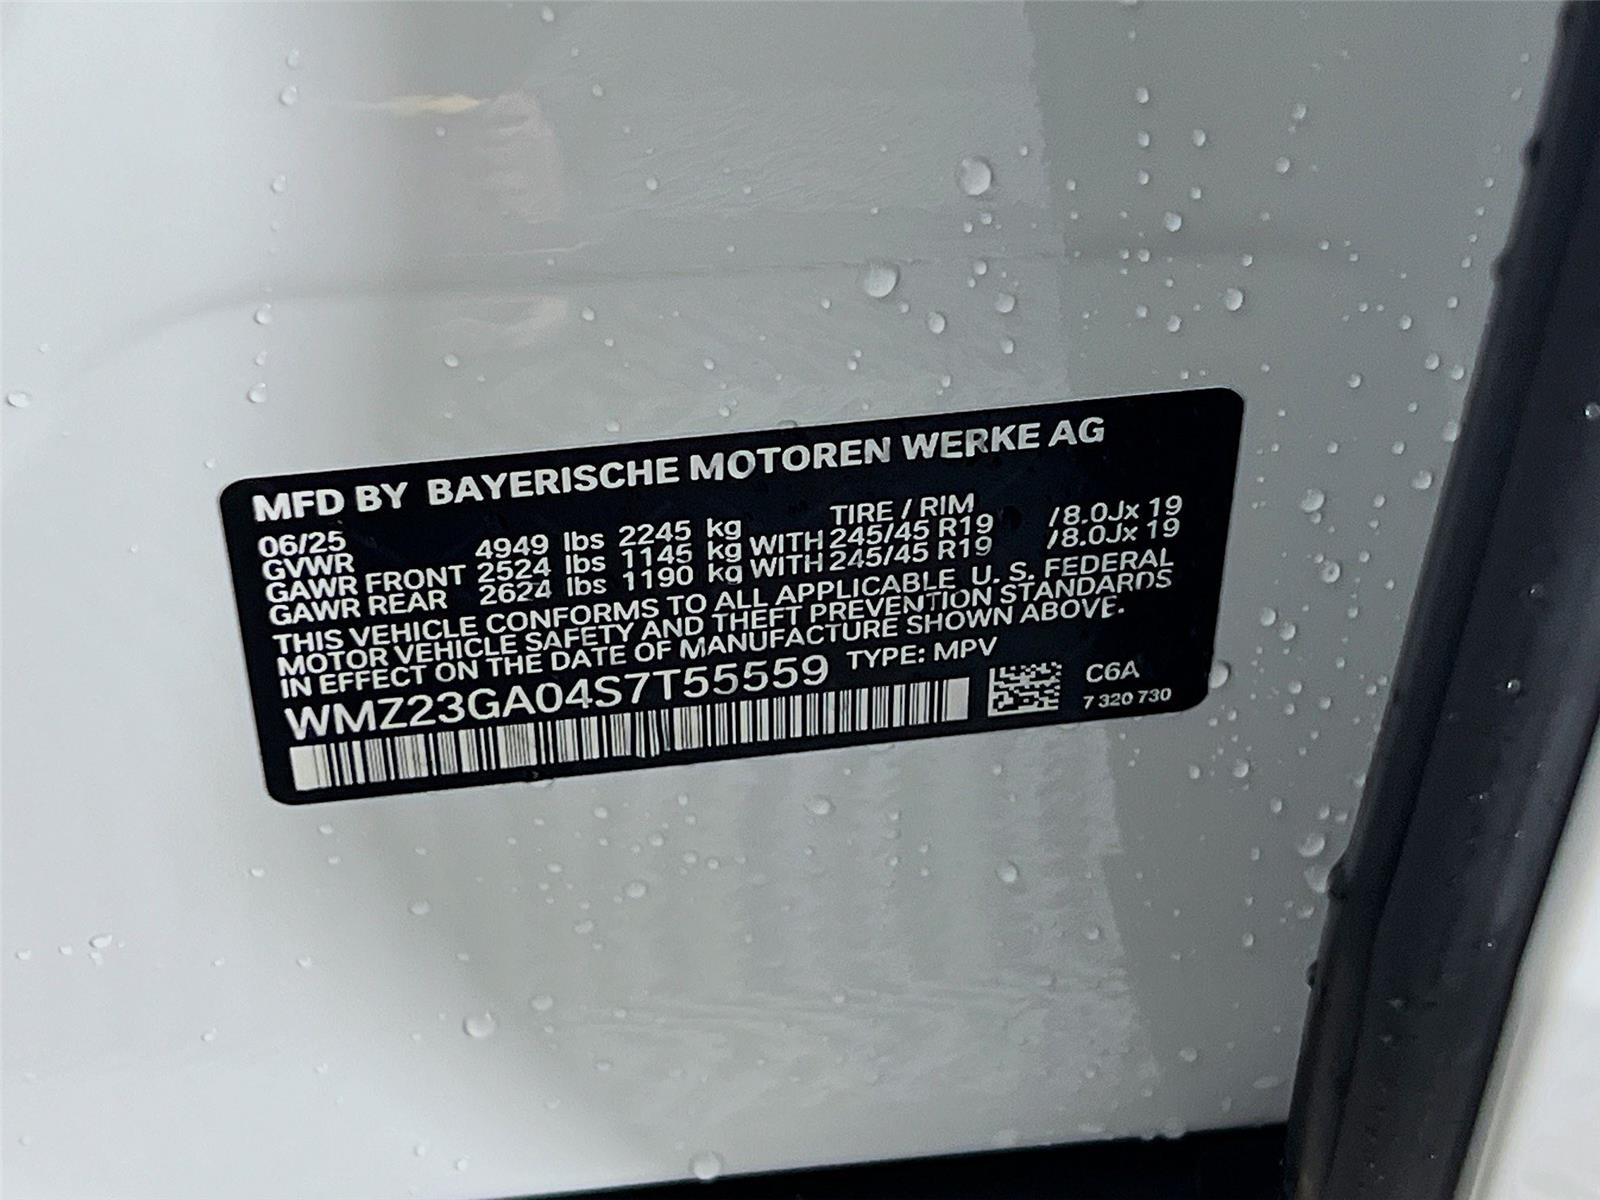 MFD BY BAYERISCHE MOTOREN WERKE AG
06/25 TIRE / RIM
GVWR 4949 lbs 2245 kg
GAWR FRONT 2524 lbs 1145 kg WITH 245/45 R19 /8.0Jx 19
GAWR REAR 2624 lbs 1190 kg WITH 245/45 R19 /8.0Jx 19
THIS VEHICLE CONFORMS TO ALL APPLICABLE U. S. FEDERAL
MOTOR VEHICLE SAFETY AND THEFT PREVENTION STANDARDS
IN EFFECT ON THE DATE OF MANUFACTURE SHOWN ABOVE.
WMZ23GA04S7T55559 TYPE: MPV
C6A
7 320 730